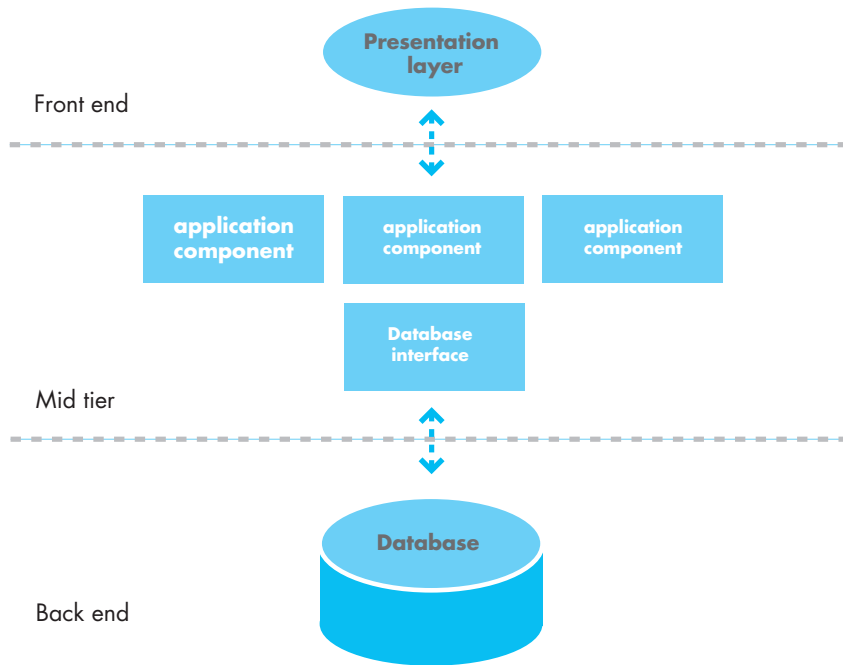 Presentation
layer
Front end
application
component
application
component
application
component
Database
interface
Mid tier
Database
Back end